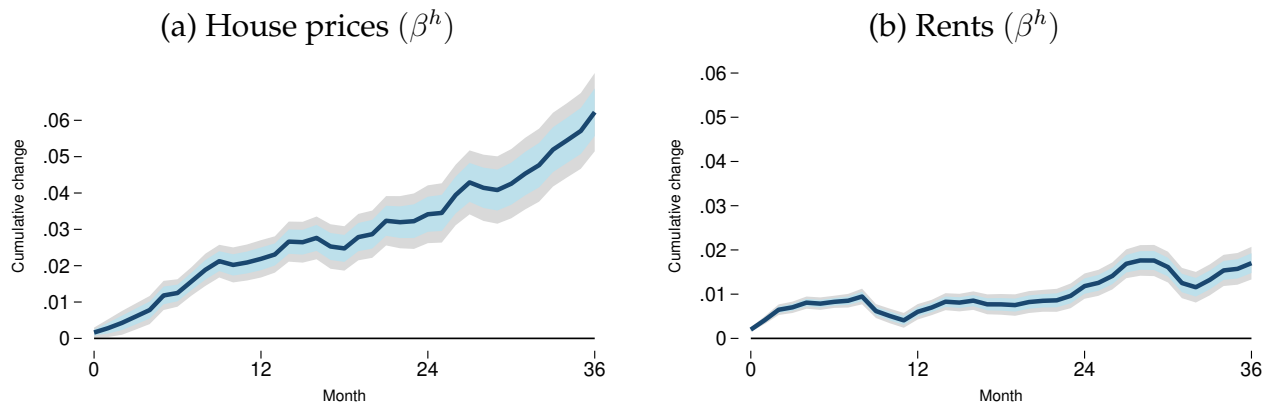 (a) House prices (β^h)
Cumulative change
.06
.05
.04
.03
.02
.01
0
0 12 24 36
Month
(b) Rents (β^h)
Cumulative change
.06
.05
.04
.03
.02
.01
0
0 12 24 36
Month